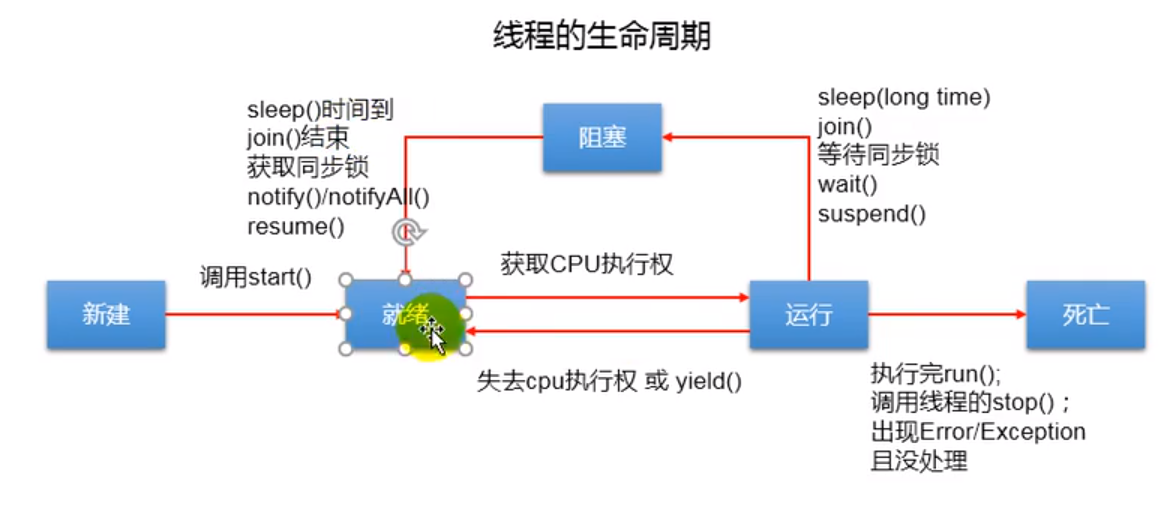 线程的生命周期
sleep()时间到
join()结束
获取同步锁
notify()/notifyAll()
resume()
阻塞
sleep(long time)
join()
等待同步锁
wait()
suspend()
调用start()
获取CPU执行权
新建
就绪
运行
死亡
失去cpu执行权 或 yield()
执行完run();
调用线程的stop()；
出现Error/Exception
且没处理